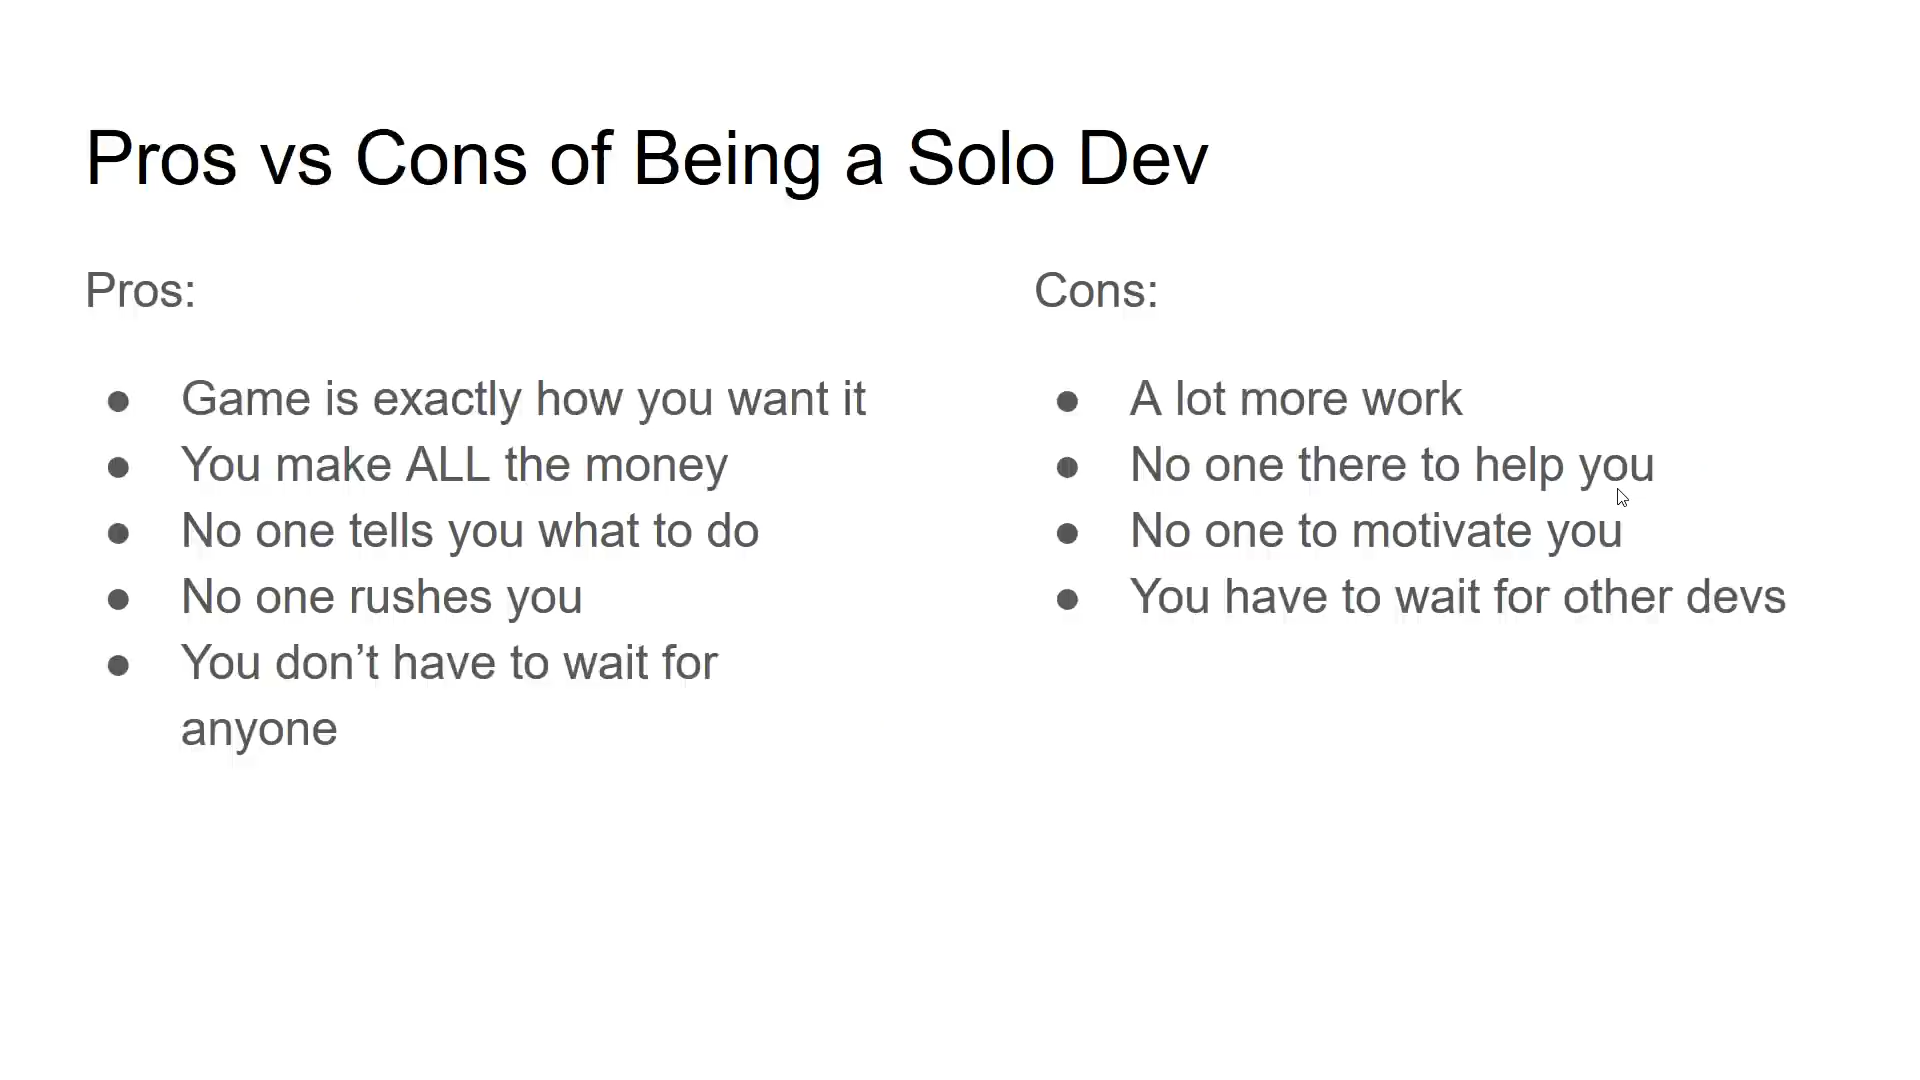 Pros vs Cons of Being a Solo Dev
Pros:
● Game is exactly how you want it
● You make ALL the money
● No one tells you what to do
● No one rushes you
● You don’t have to wait for
anyone
Cons:
● A lot more work
● No one there to help you
● No one to motivate you
● You have to wait for other devs